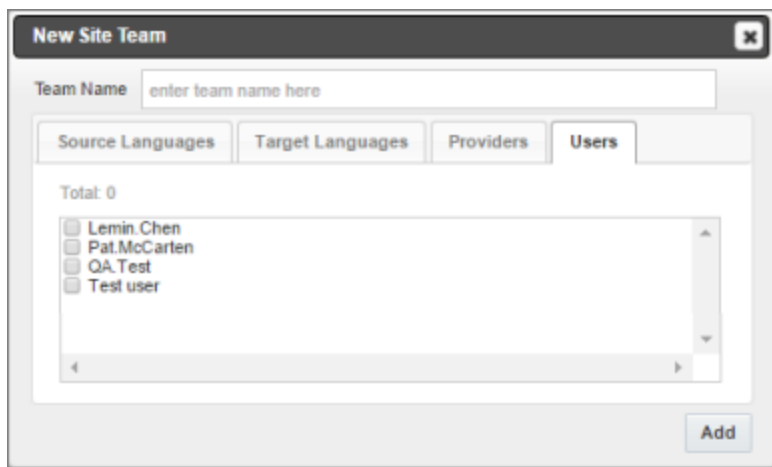 New Site Team
Team Name enter team name here
Source Languages Target Languages Providers Users
Total: 0
Lemin.Chen
Pat.McCarten
QA.Test
Test user
Add